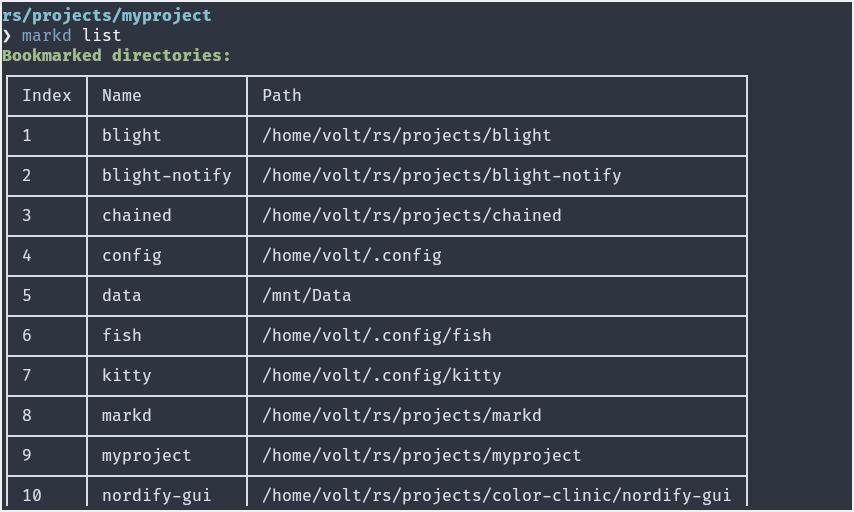 rs/projects/myproject
❯ markd list
Bookmarked directories:
Index Name Path
1 blight /home/volt/rs/projects/blight
2 blight-notify /home/volt/rs/projects/blight-notify
3 chained /home/volt/rs/projects/chained
4 config /home/volt/.config
5 data /mnt/Data
6 fish /home/volt/.config/fish
7 kitty /home/volt/.config/kitty
8 markd /home/volt/rs/projects/markd
9 myproject /home/volt/rs/projects/myproject
10 nordify-gui /home/volt/rs/projects/color-clinic/nordify-gui